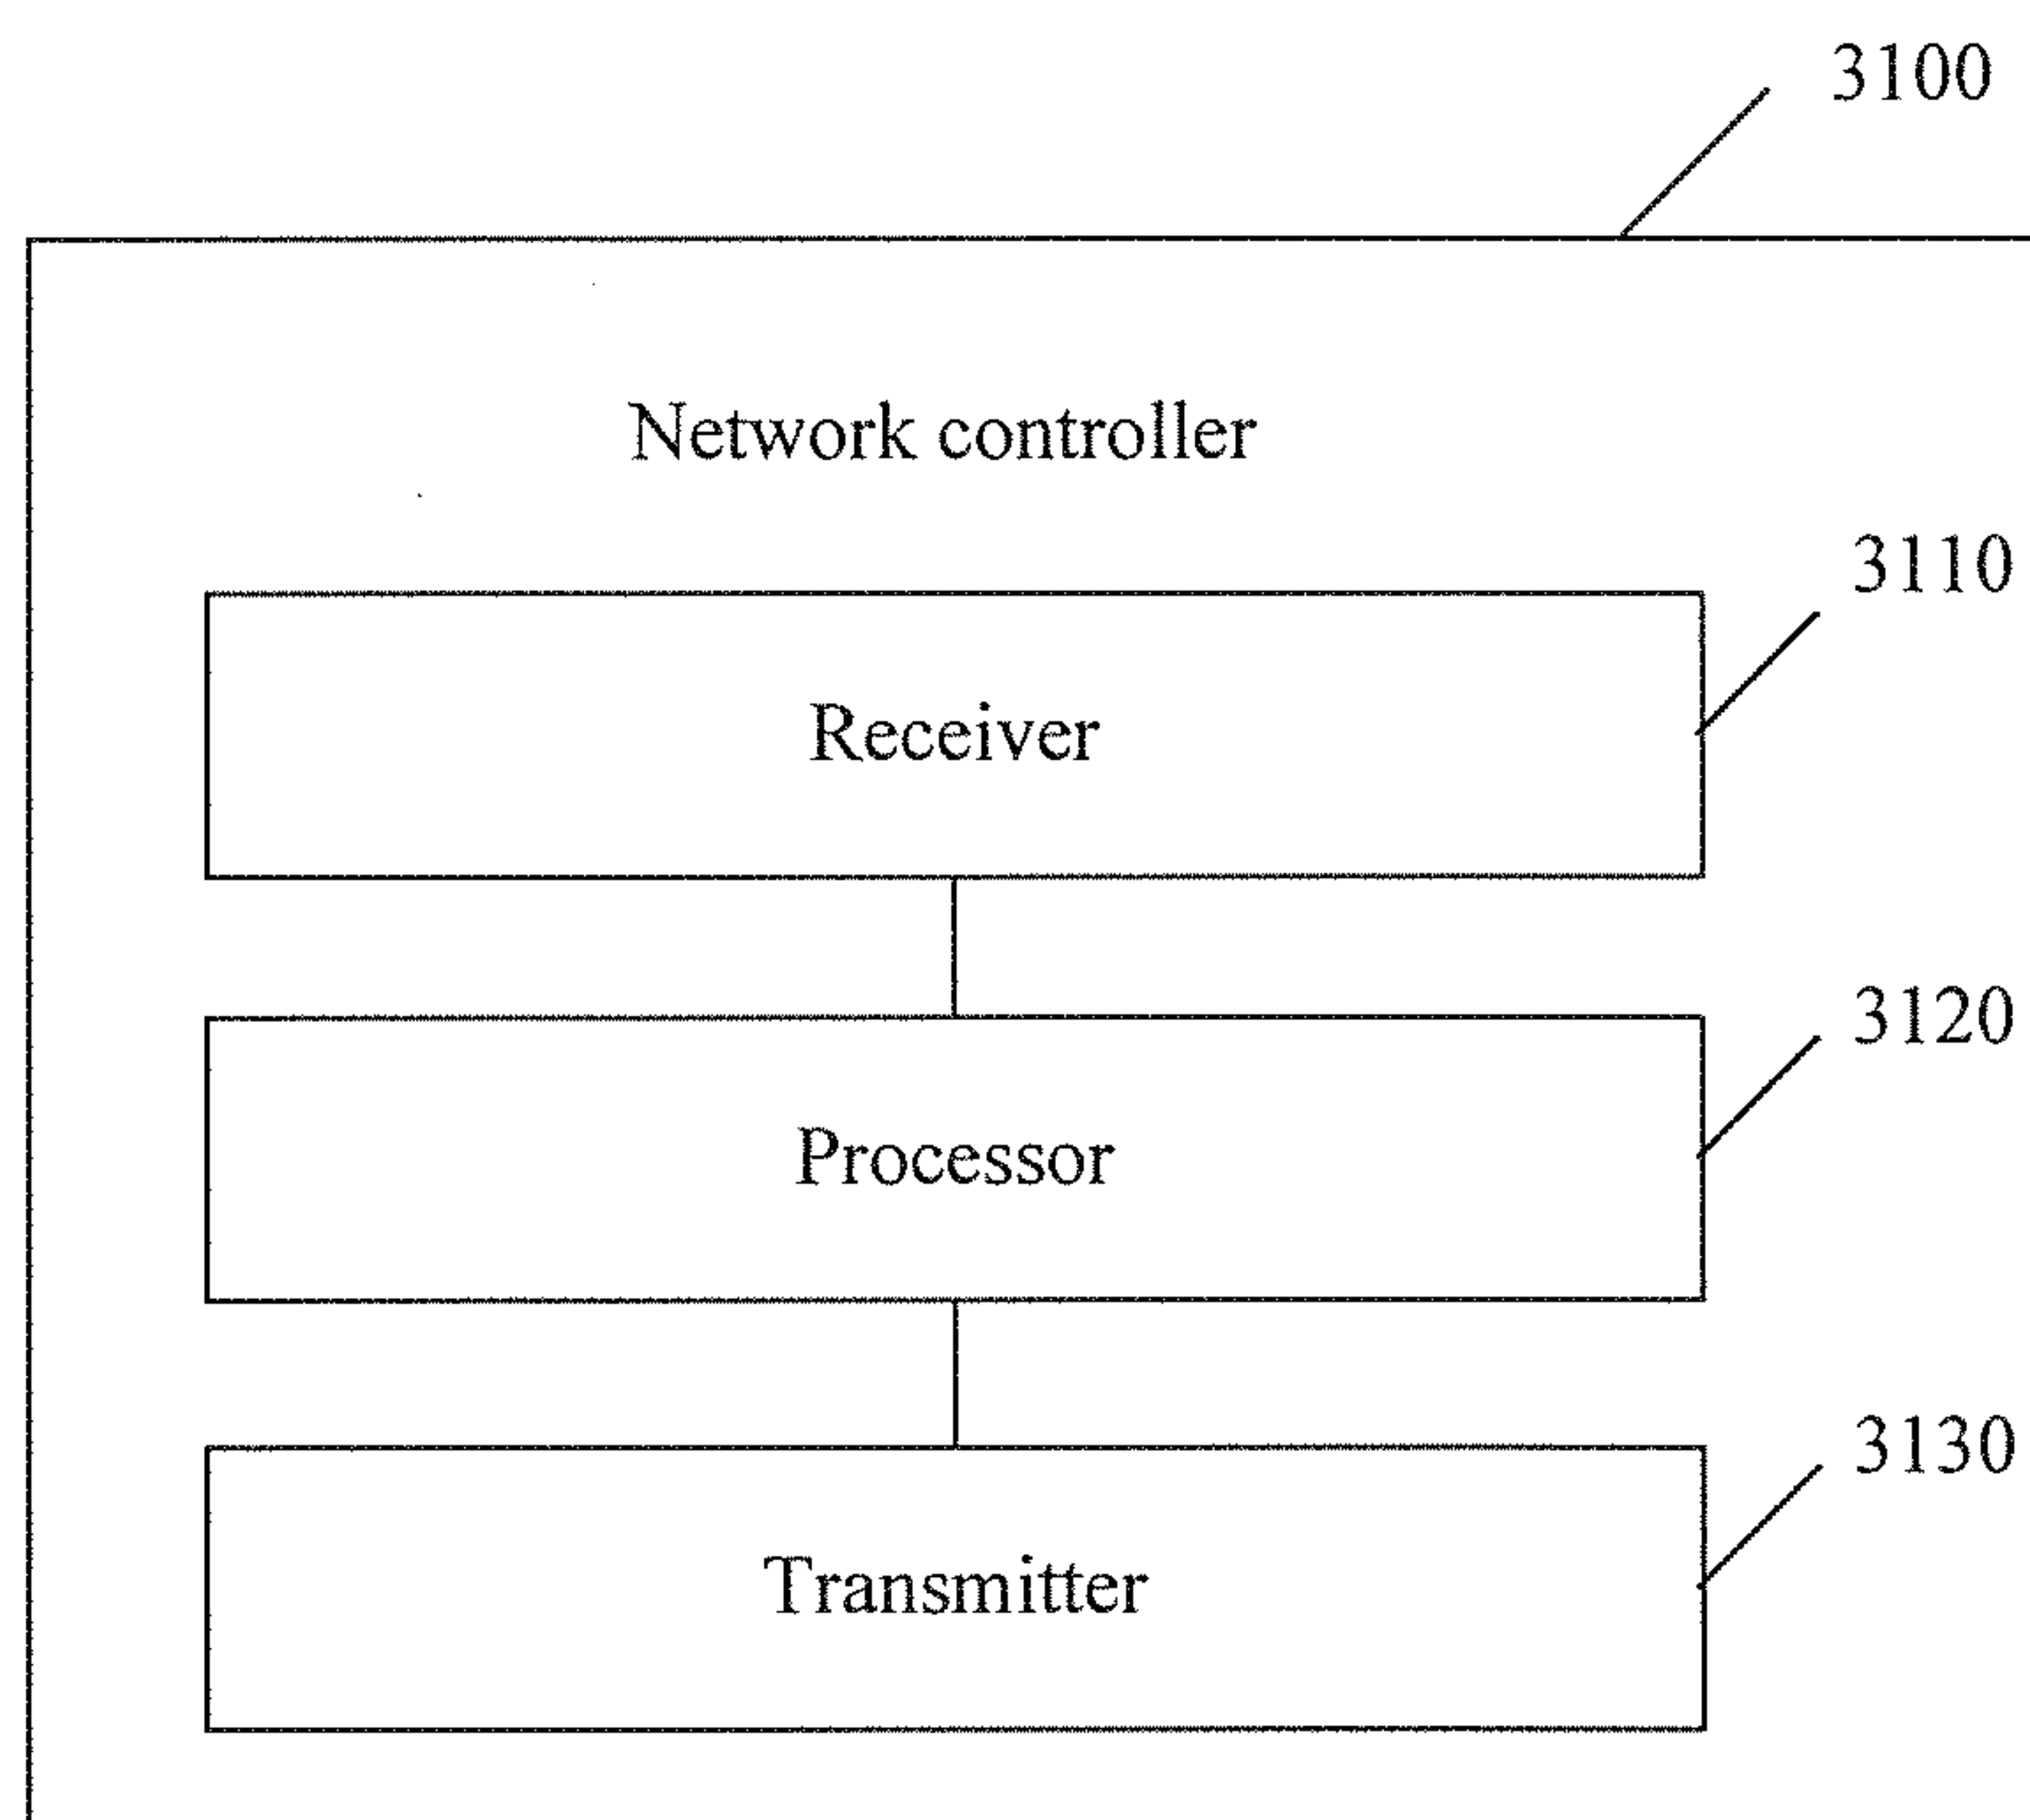 3100
Network controller
3110
Receiver
3120
Processor
3130
Transmitter